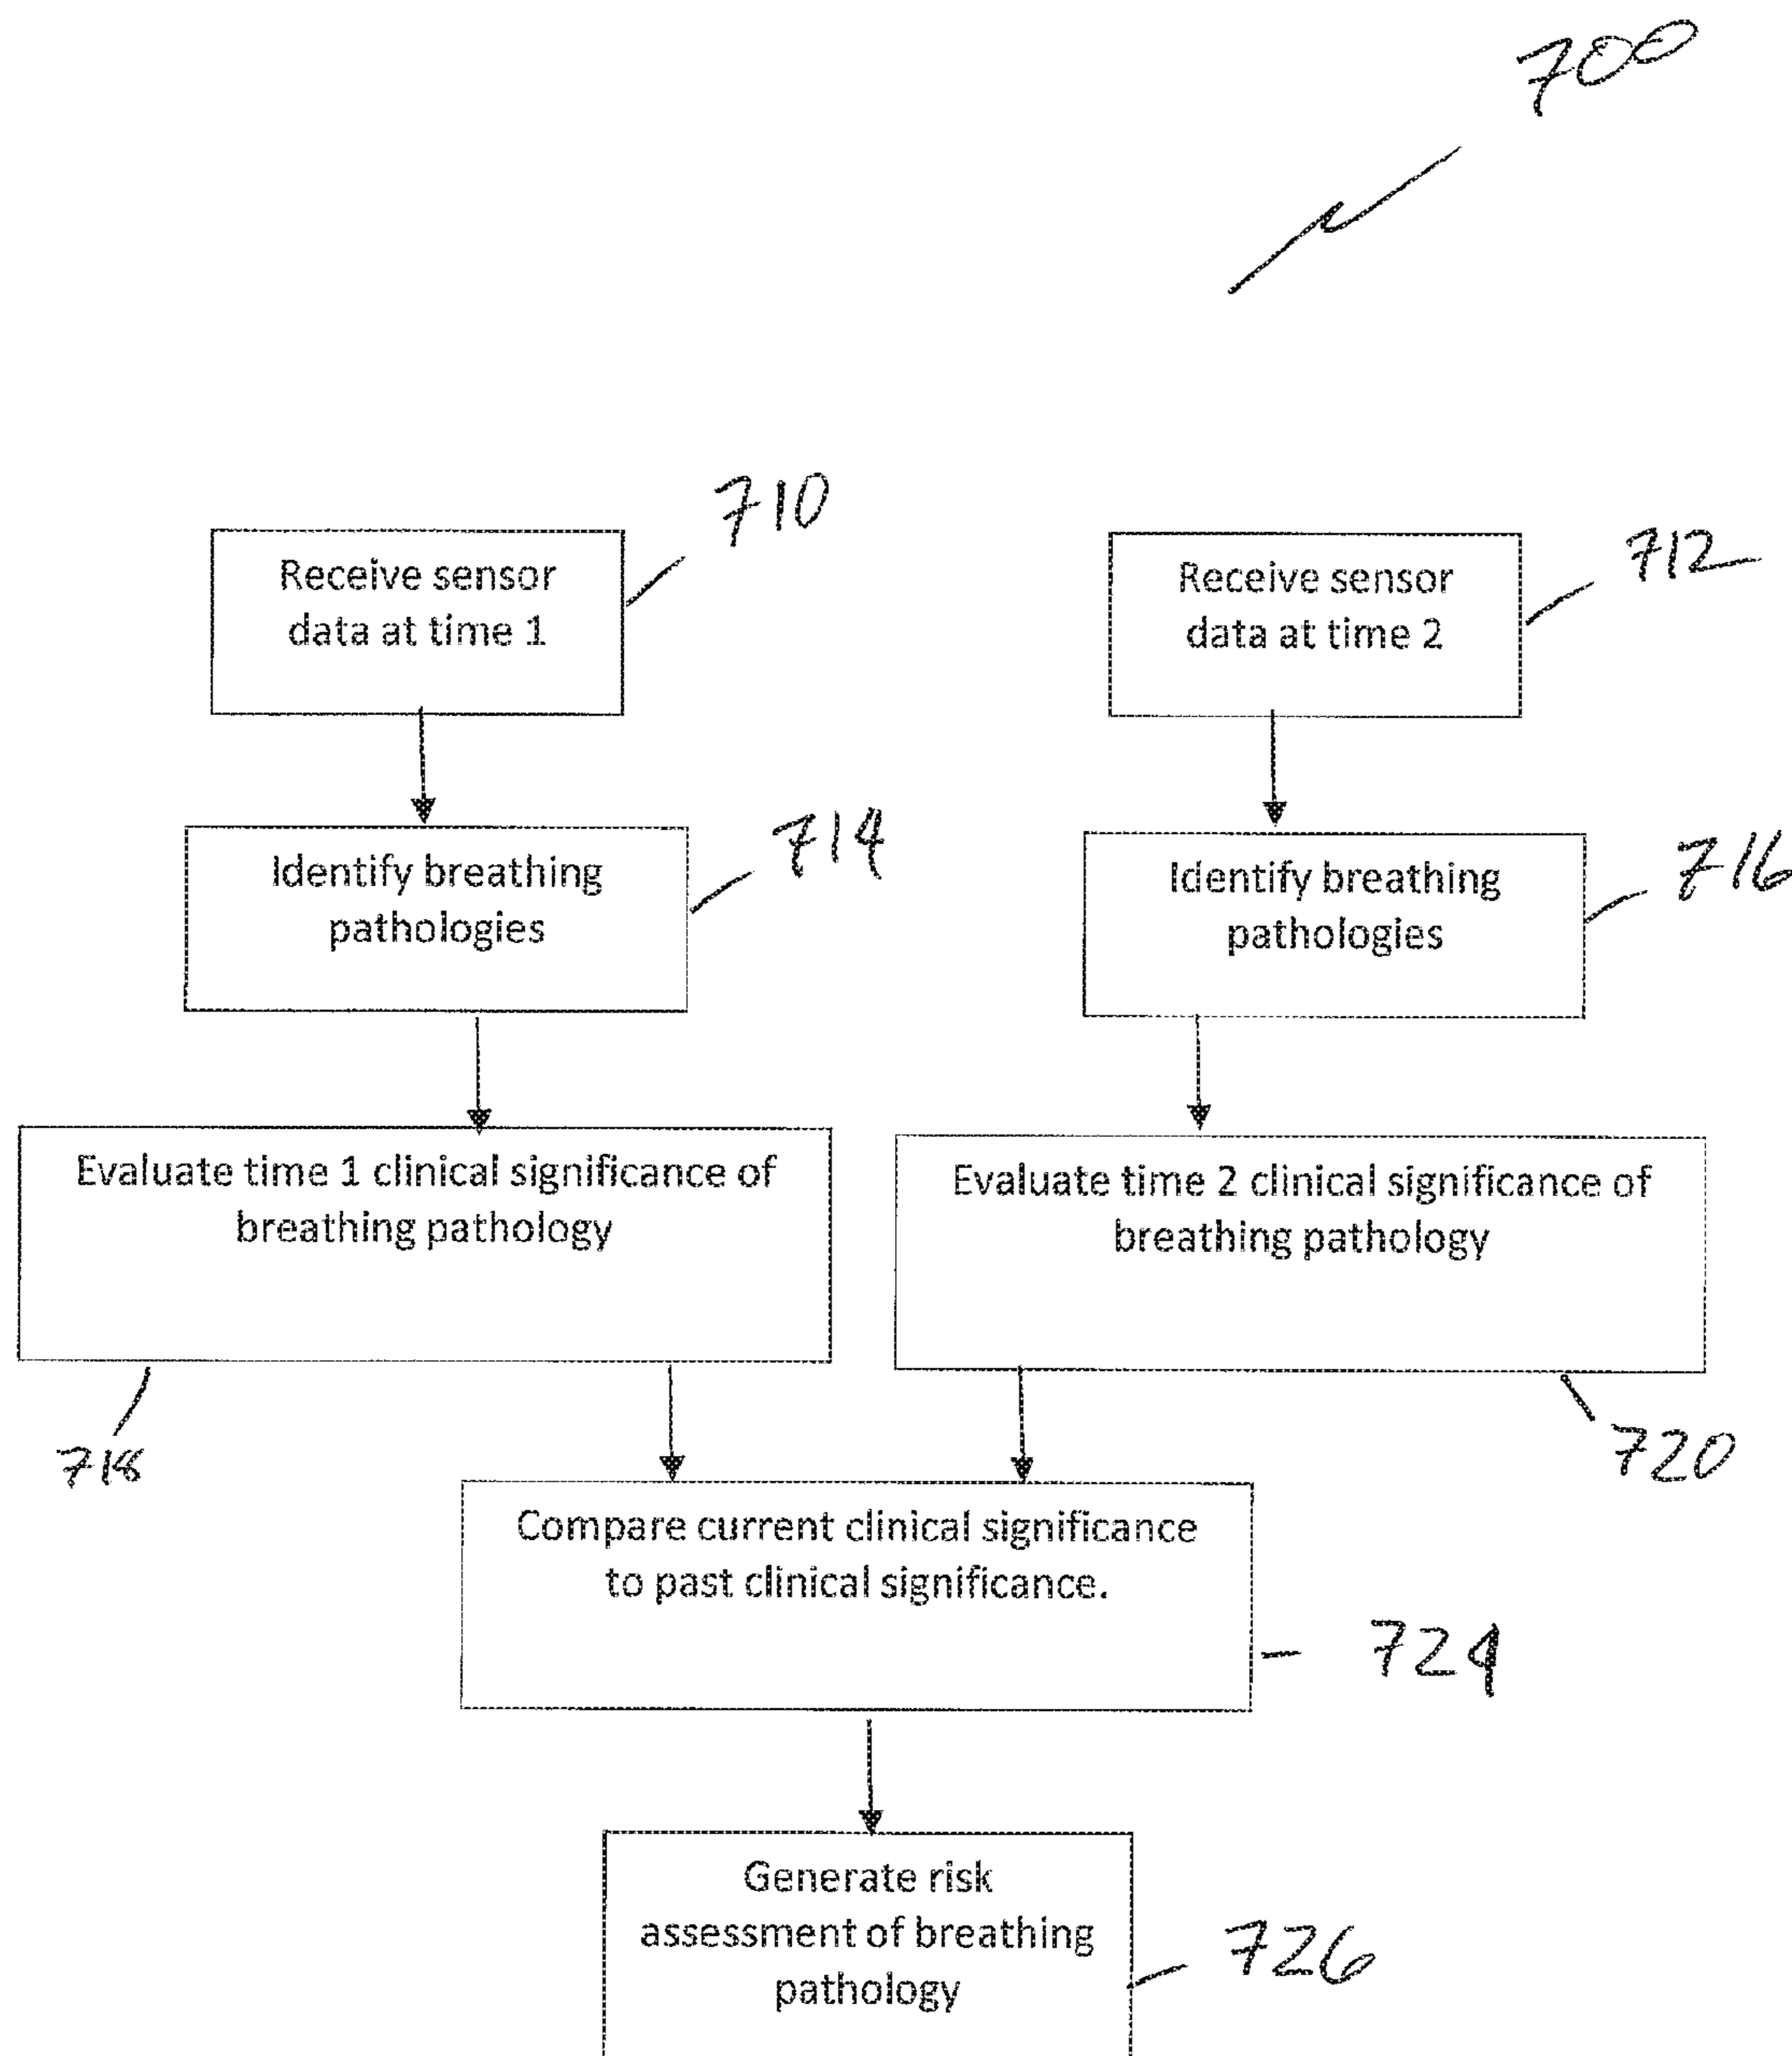 700
710
Receive sensor
data at time 1
712
Receive sensor
data at time 2
714
Identify breathing
pathologies
716
Identify breathing
pathologies
Evaluate time 1 clinical significance of
breathing pathology
718
Evaluate time 2 clinical significance of
breathing pathology
720
Compare current clinical significance
to past clinical significance.
724
Generate risk
assessment of breathing
pathology
726